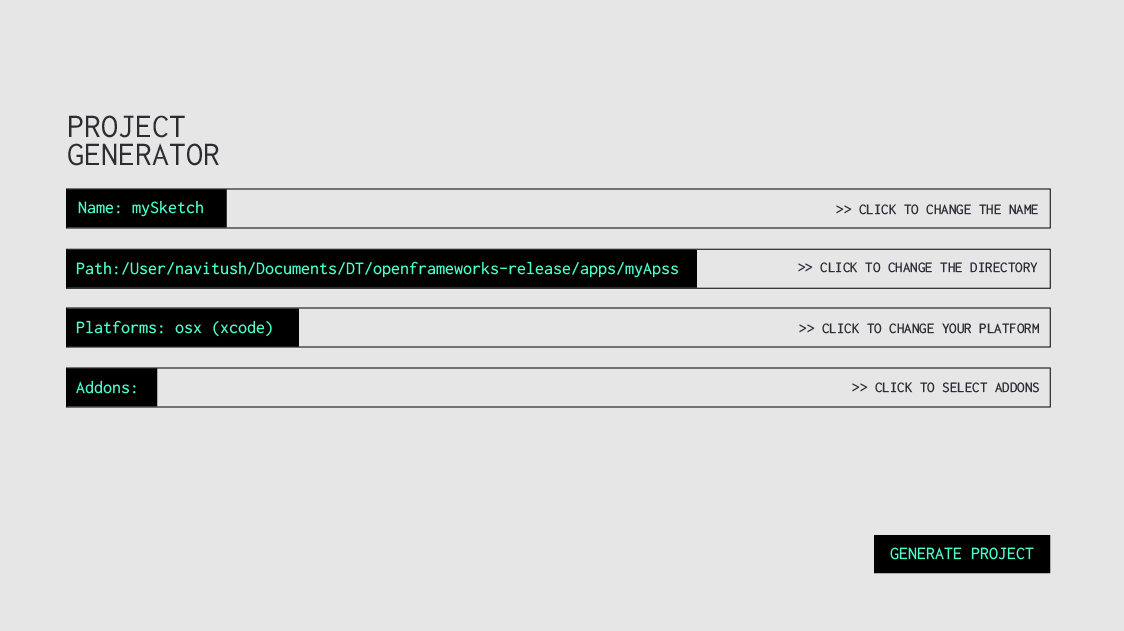 PROJECT
GENERATOR
Name: mySketch >> CLICK TO CHANGE THE NAME
Path:/User/navitush/Documents/DT/openframeworks-release/apps/myApss >> CLICK TO CHANGE THE DIRECTORY
Platforms: osx (xcode) >> CLICK TO CHANGE YOUR PLATFORM
Addons: >> CLICK TO SELECT ADDONS
GENERATE PROJECT